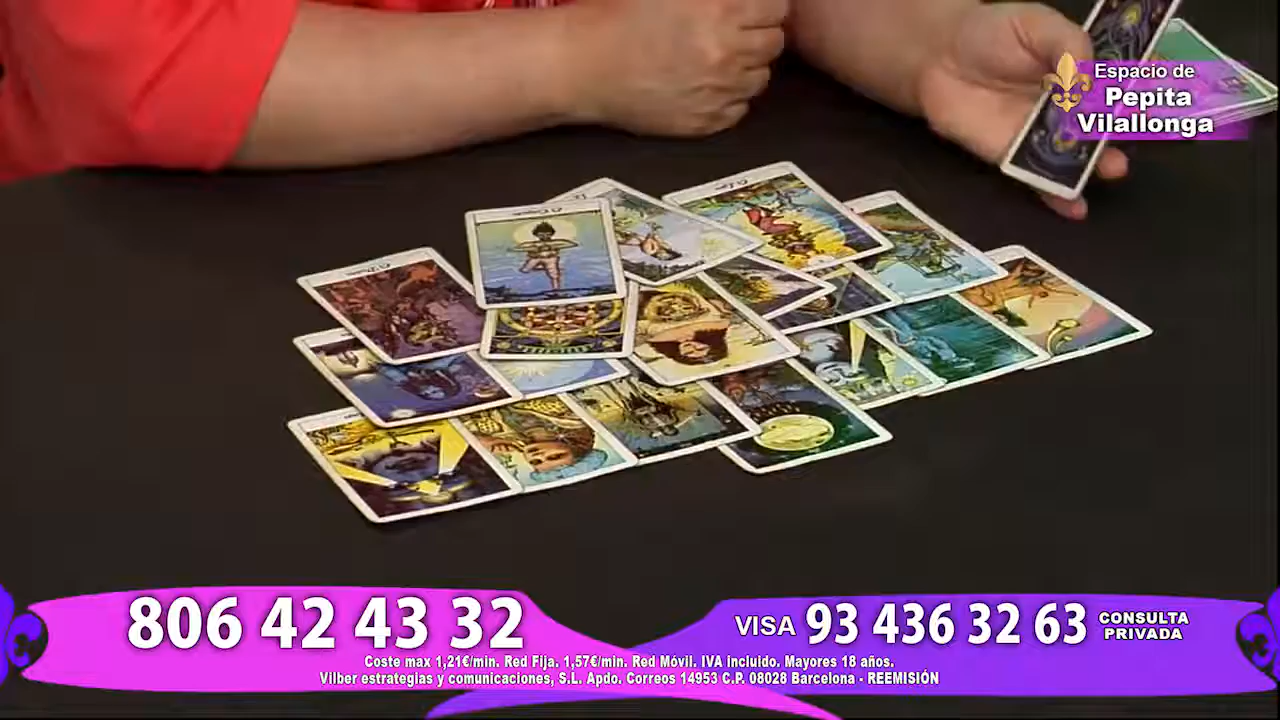 Espacio de
Pepita
Vilallonga
806 42 43 32
VISA 93 436 32 63 CONSULTA PRIVADA
Coste max 1,21€/min. Red Fija. 1,57€/min. Red Móvil. IVA incluido. Mayores 18 años.
Vilber estrategias y comunicaciones, S.L. Apdo. Correos 14953 C.P. 08028 Barcelona - REEMISIÓN